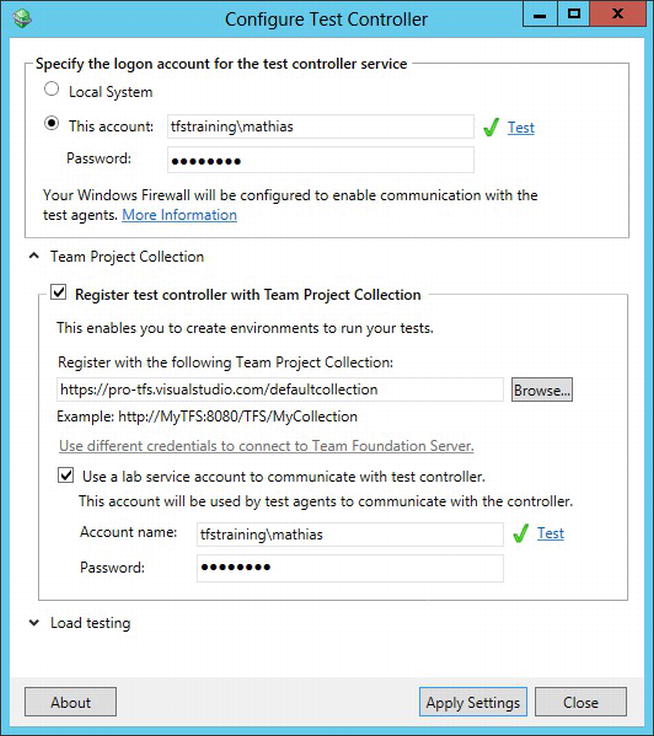 Configure Test Controller
Specify the logon account for the test controller service
Local System
This account: tfstraining\mathias Test
Password: ●●●●●●●●
Your Windows Firewall will be configured to enable communication with the
test agents. More Information
Team Project Collection
Register test controller with Team Project Collection
This enables you to create environments to run your tests.
Register with the following Team Project Collection:
https://pro-tfs.visualstudio.com/defaultcollection Browse...
Example: http://MyTFS:8080/TFS/MyCollection
Use different credentials to connect to Team Foundation Server.
Use a lab service account to communicate with test controller.
This account will be used by test agents to communicate with the controller.
Account name: tfstraining\mathias Test
Password: ●●●●●●●●
Load testing
About Apply Settings Close